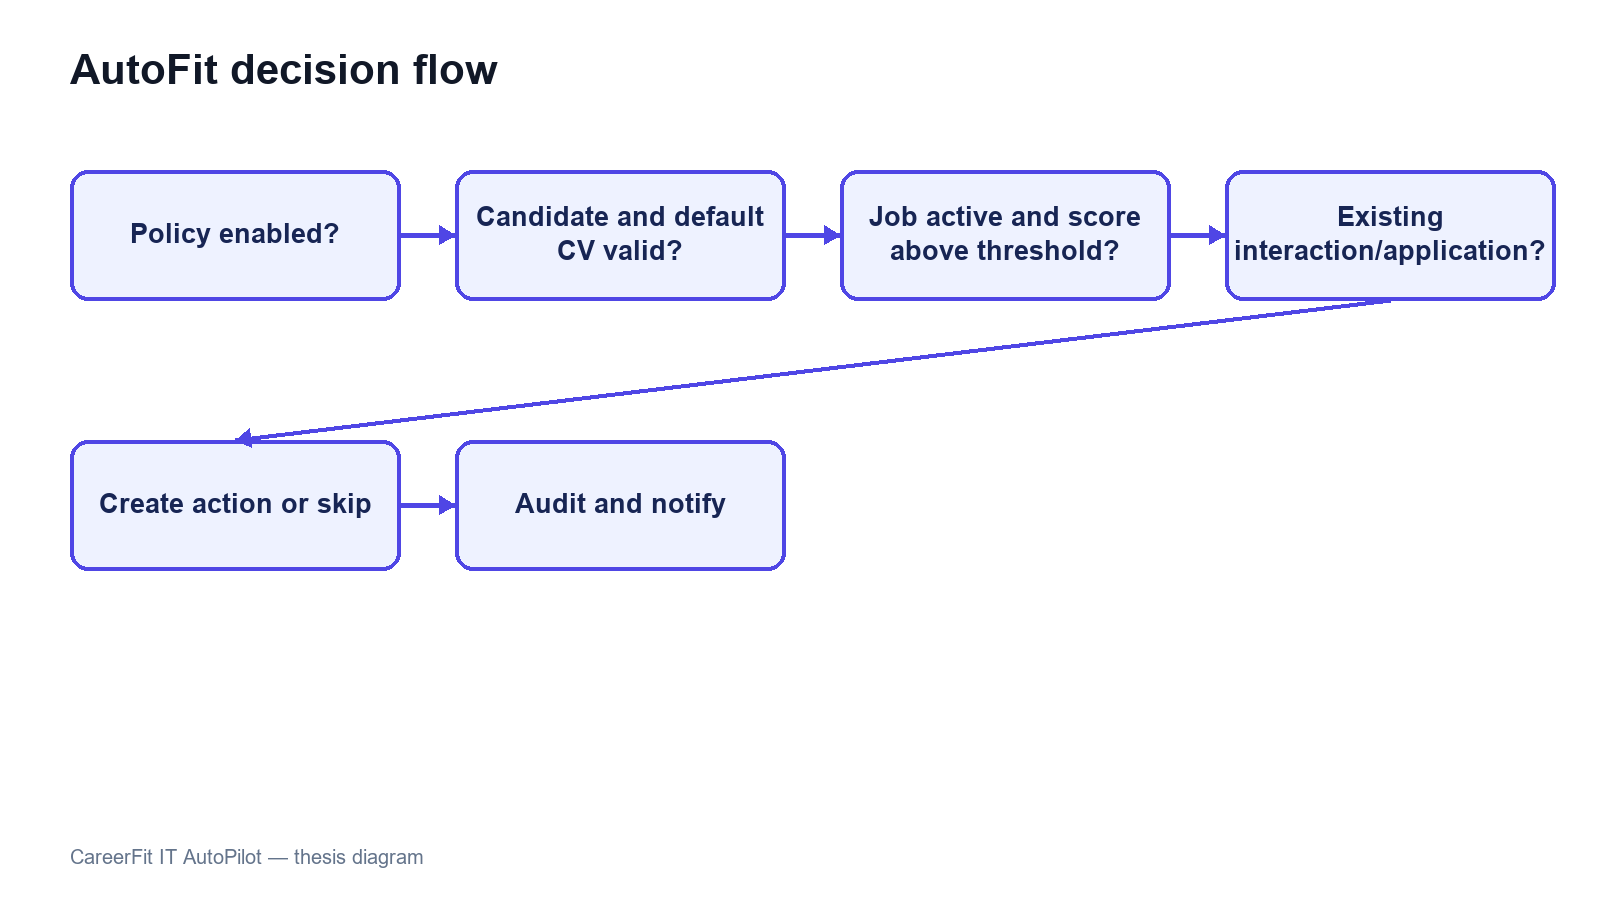 AutoFit decision flow
Policy enabled?
Candidate and default
CV valid?
Job active and score
above threshold?
Existing
interaction/application?
Create action or skip
Audit and notify
CareerFit IT AutoPilot — thesis diagram